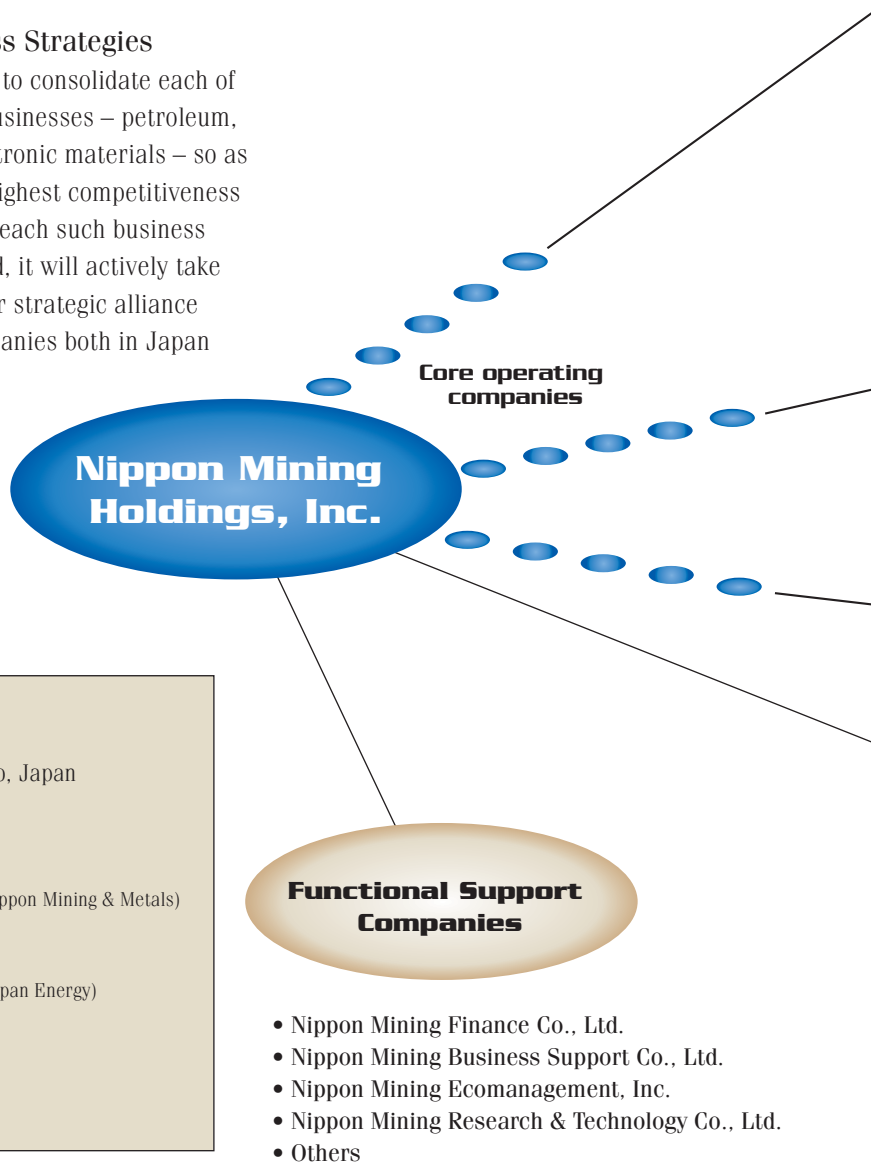 ss Strategies
to consolidate each of
usinesses – petroleum,
tronic materials – so as
ighest competitiveness
each such business
d, it will actively take
r strategic alliance
anies both in Japan
Core operating
companies
Nippon Mining
Holdings, Inc.
o, Japan
ppon Mining & Metals)
pan Energy)
Functional Support
Companies
• Nippon Mining Finance Co., Ltd.
• Nippon Mining Business Support Co., Ltd.
• Nippon Mining Ecomanagement, Inc.
• Nippon Mining Research & Technology Co., Ltd.
• Others